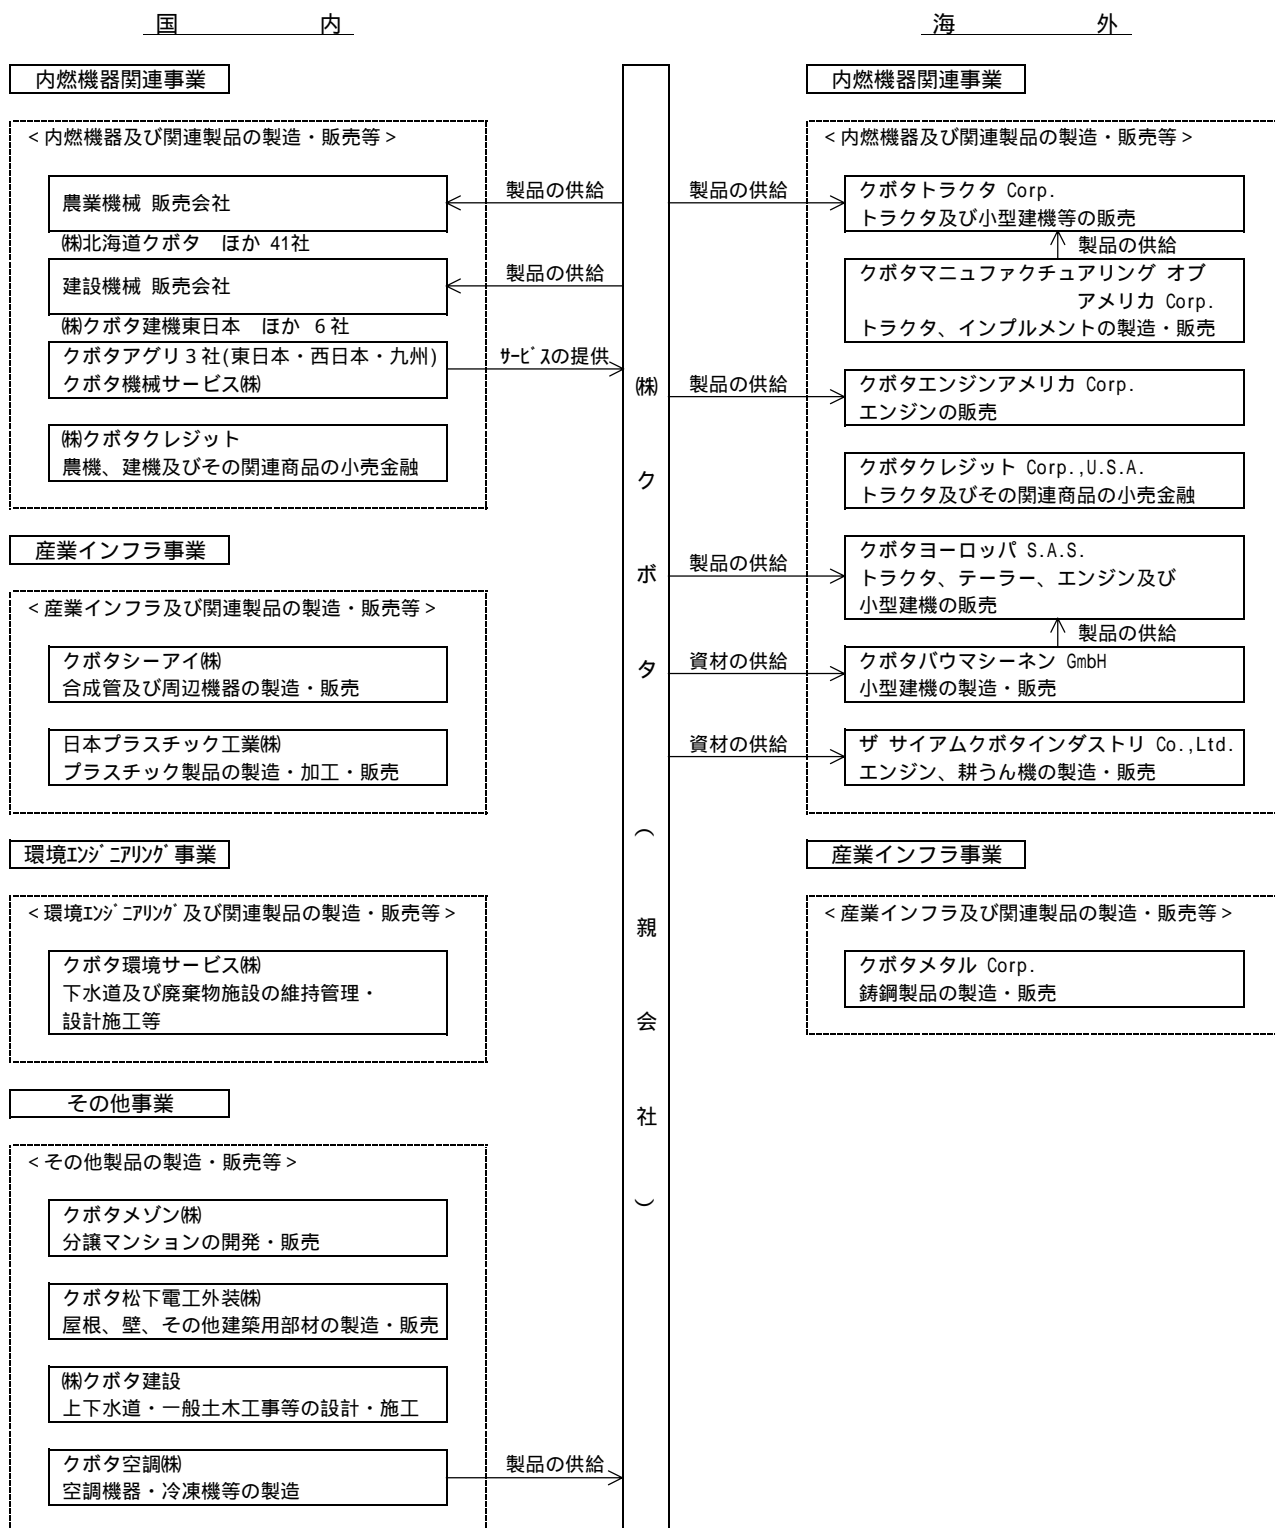 国　　　　内
内燃機器関連事業
<内燃機器及び関連製品の製造・販売等>
農業機械 販売会社
㈱北海道クボタ　ほか 41社
建設機械 販売会社
㈱クボタ建機東日本　ほか ６社
クボタアグリ３社(東日本・西日本・九州)
クボタ機械サービス㈱
㈱クボタクレジット
農機、建機及びその関連商品の小売金融
産業インフラ事業
<産業インフラ及び関連製品の製造・販売等>
クボタシーアイ㈱
合成管及び周辺機器の製造・販売
日本プラスチック工業㈱
プラスチック製品の製造・加工・販売
環境ｴﾝｼﾞﾆｱﾘﾝｸﾞ事業
<環境ｴﾝｼﾞﾆｱﾘﾝｸﾞ及び関連製品の製造・販売等>
クボタ環境サービス㈱
下水道及び廃棄物施設の維持管理・
設計施工等
その他事業
<その他製品の製造・販売等>
クボタメゾン㈱
分譲マンションの開発・販売
クボタ松下電工外装㈱
屋根、壁、その他建築用部材の製造・販売
㈱クボタ建設
上下水道・一般土木工事等の設計・施工
クボタ空調㈱
空調機器・冷凍機等の製造
製品の供給
製品の供給
ｻｰﾋﾞｽの提供
製品の供給
㈱クボタ（親会社）
製品の供給
製品の供給
製品の供給
資材の供給
資材の供給
海　　　　外
内燃機器関連事業
<内燃機器及び関連製品の製造・販売等>
クボタトラクタ Corp.
トラクタ及び小型建機等の販売
製品の供給
クボタマニュファクチュアリング オブ
アメリカ Corp.
トラクタ、インプルメントの製造・販売
クボタエンジンアメリカ Corp.
エンジンの販売
クボタクレジット Corp.,U.S.A.
トラクタ及びその関連商品の小売金融
クボタヨーロッパ S.A.S.
トラクタ、テーラー、エンジン及び
小型建機の販売
製品の供給
クボタバウマシーネン GmbH
小型建機の製造・販売
ザ サイアムクボタインダストリ Co.,Ltd.
エンジン、耕うん機の製造・販売
産業インフラ事業
<産業インフラ及び関連製品の製造・販売等>
クボタメタル Corp.
鋳鋼製品の製造・販売